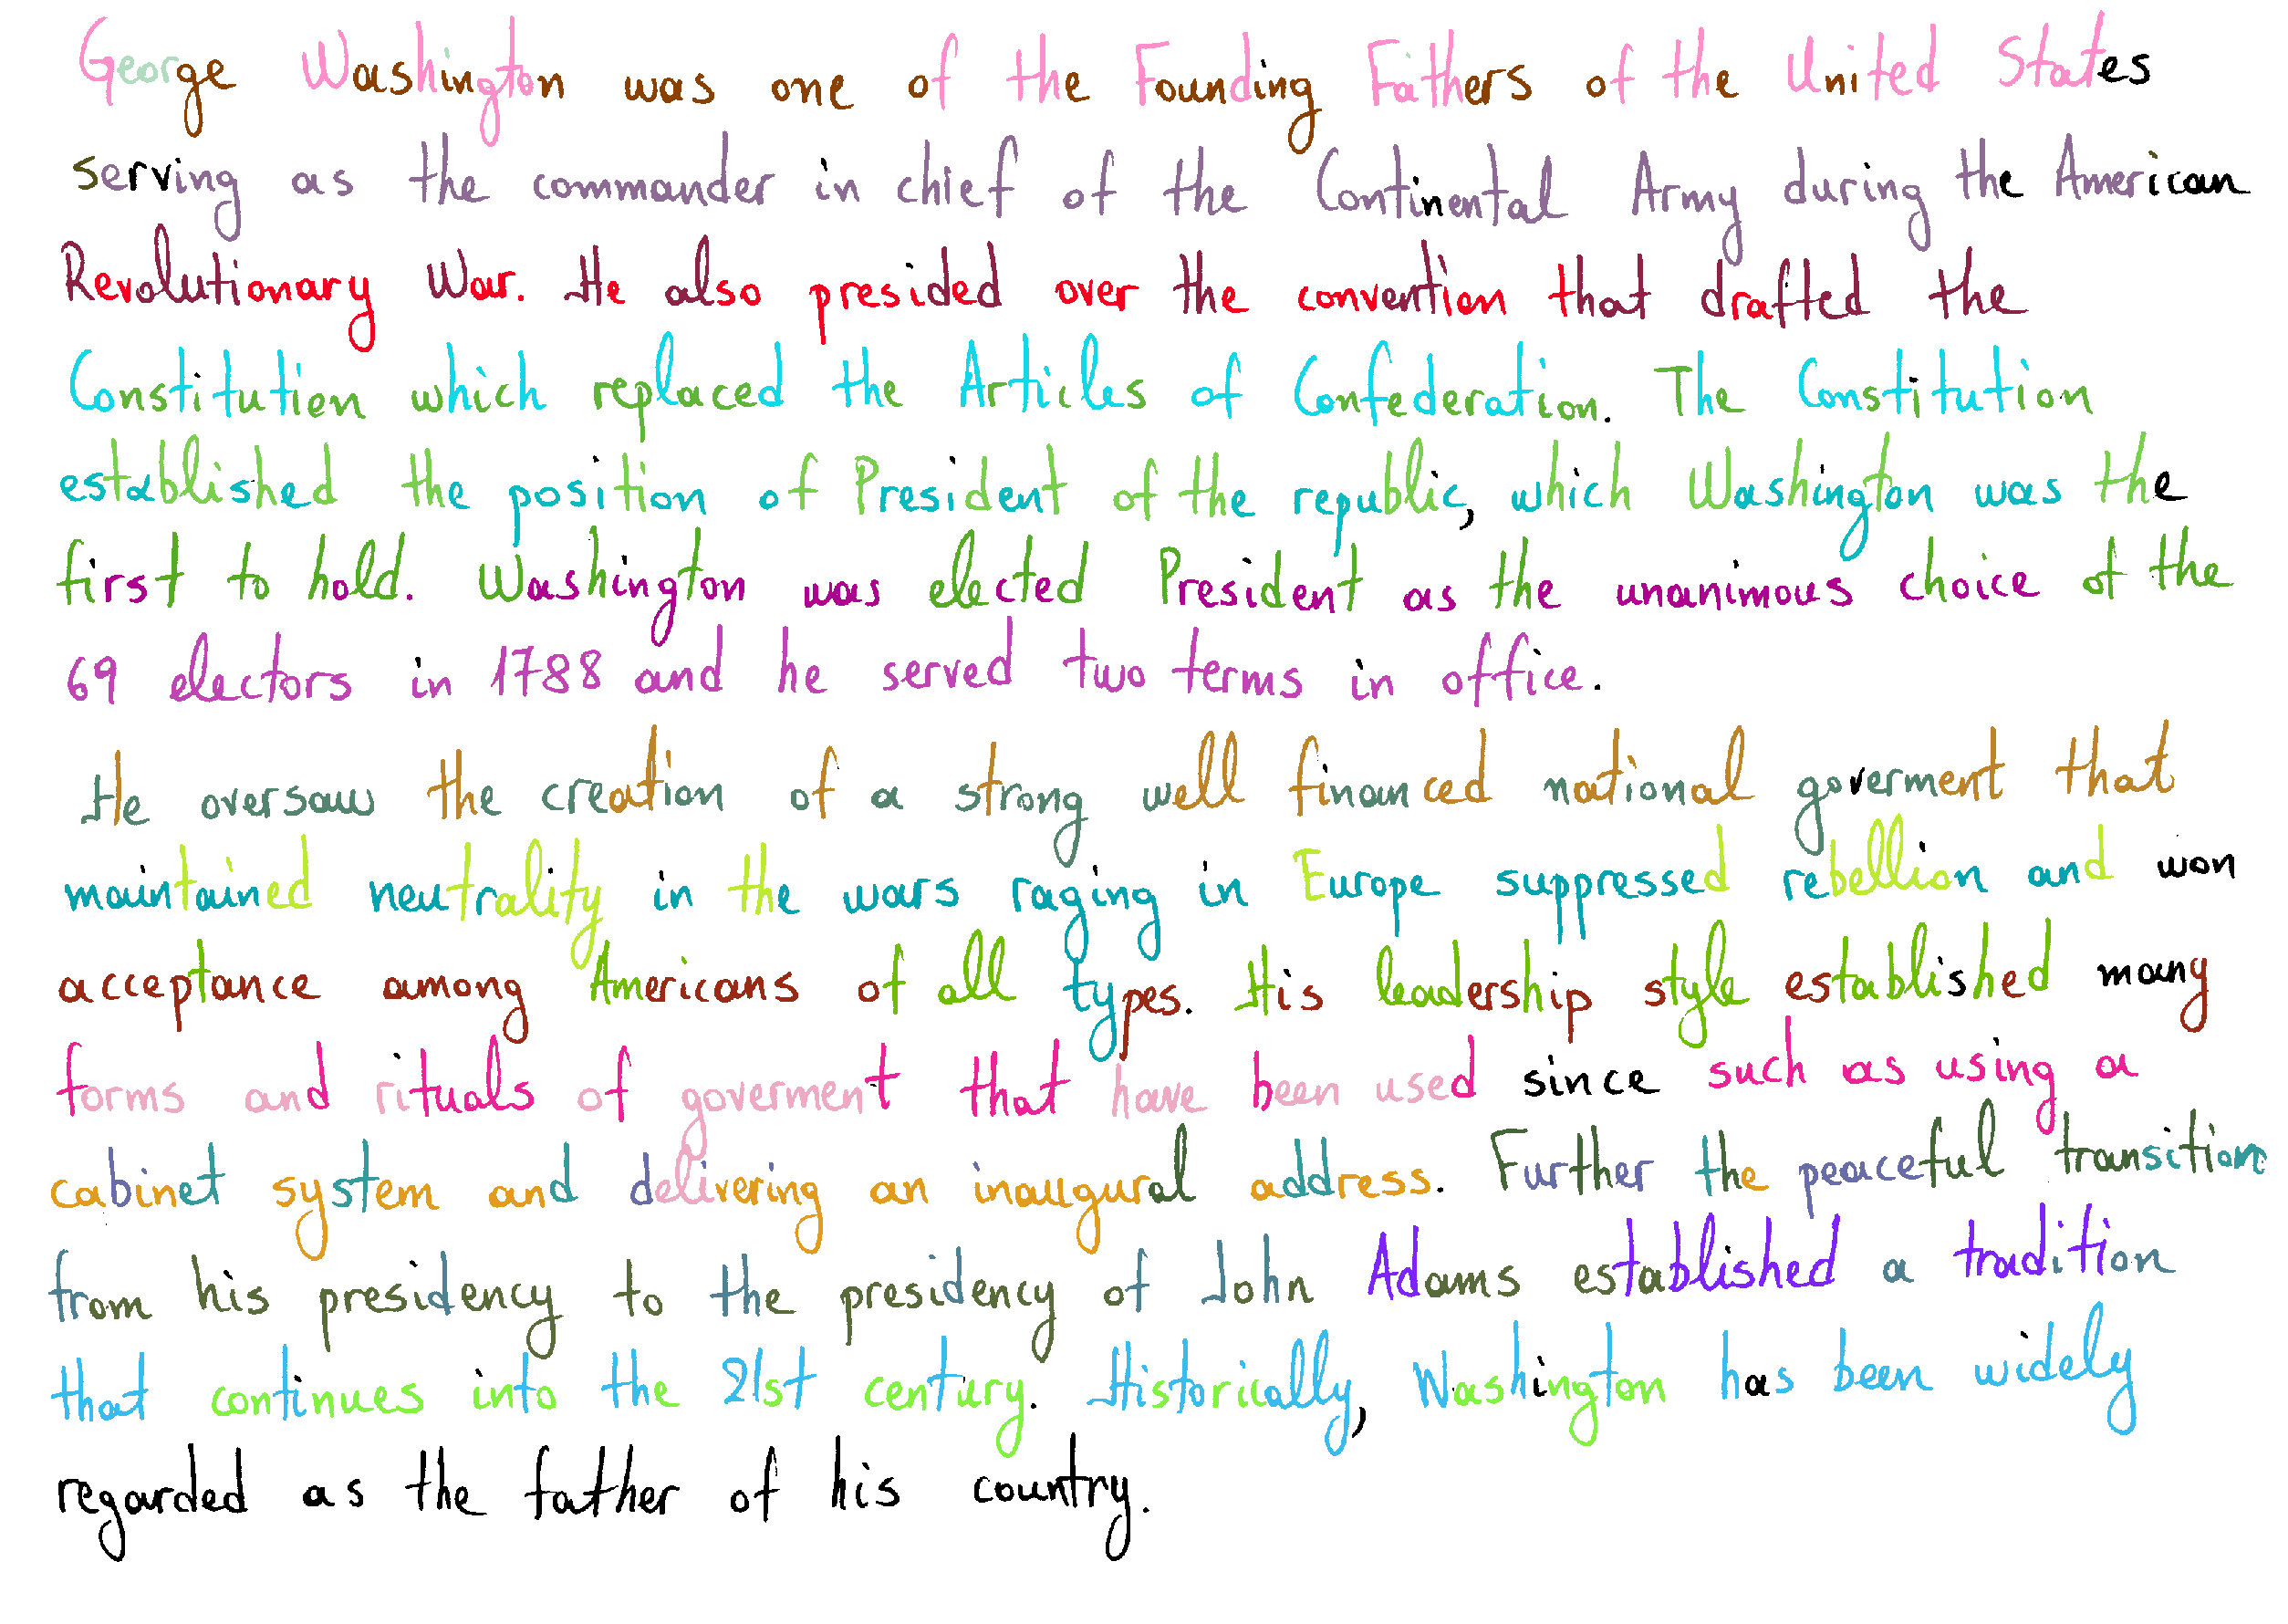 George Washington was one of the Founding Fathers of the United States
serving as the commander in chief of the Continental Army during the American
Revolutionary War. He also presided over the convention that drafted the
Constitution which replaced the Articles of Confederation. The Constitution
established the position of President of the republic, which Washington was the
first to hold. Washington was elected President as the unanimous choice of the
69 electors in 1788 and he served two terms in office.
He oversaw the creation of a strong well financed national goverment that
maintained neutrality in the wars raging in Europe suppressed rebellion and won
acceptance among Americans of all types. His leadership style established many
forms and rituals of goverment that have been used since such as using a
cabinet system and delivering an inaugural address. Further the peaceful transition
from his presidency to the presidency of John Adams established a tradition
that continues into the 21st century. Historically, Washington has been widely
regarded as the father of his country.